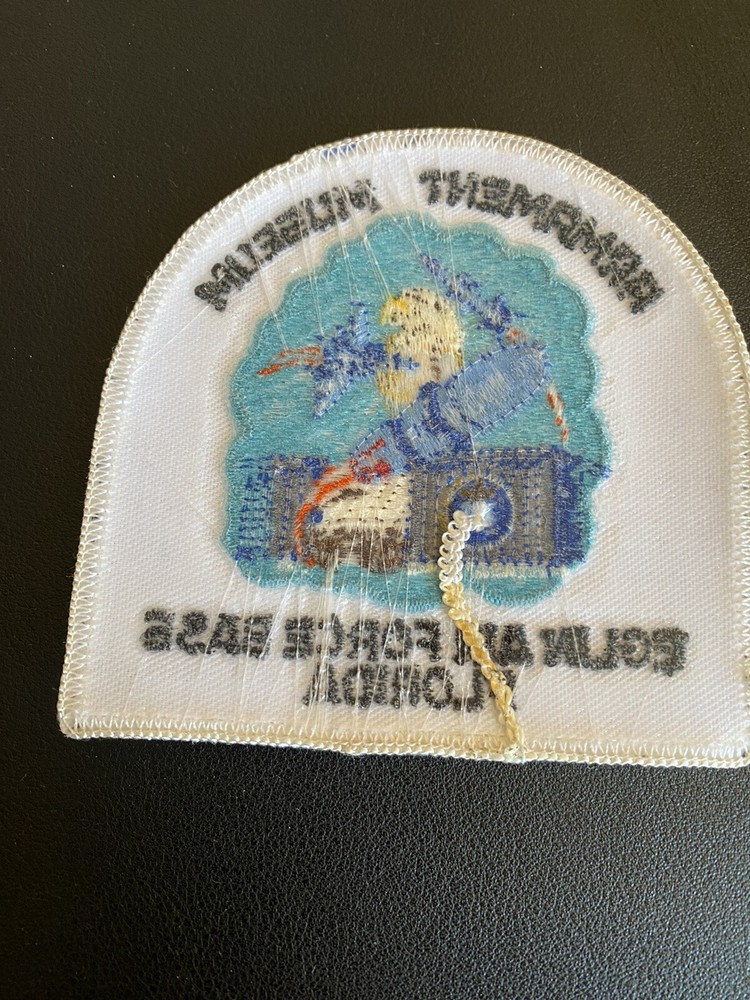 ARMAMENT MUSEUM
EGLIN AIR FORCE BASE
FLORIDA